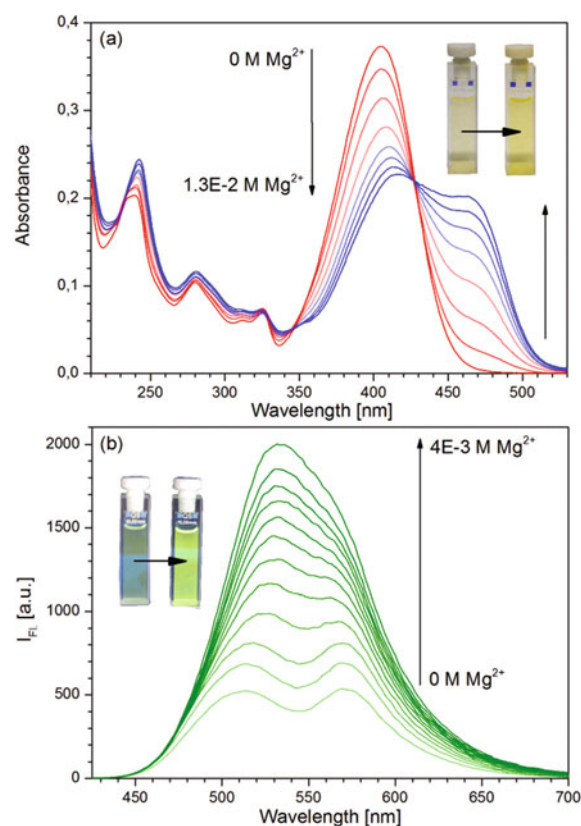 (a)
0 M Mg²⁺
1.3E-2 M Mg²⁺
Absorbance
0,4
0,3
0,2
0,1
0,0
250 300 350 400 450 500
Wavelength [nm]
(b)
4E-3 M Mg²⁺
0 M Mg²⁺
I_Fl. [a.u.]
2000
1500
1000
500
0
450 500 550 600 650 700
Wavelength [nm]